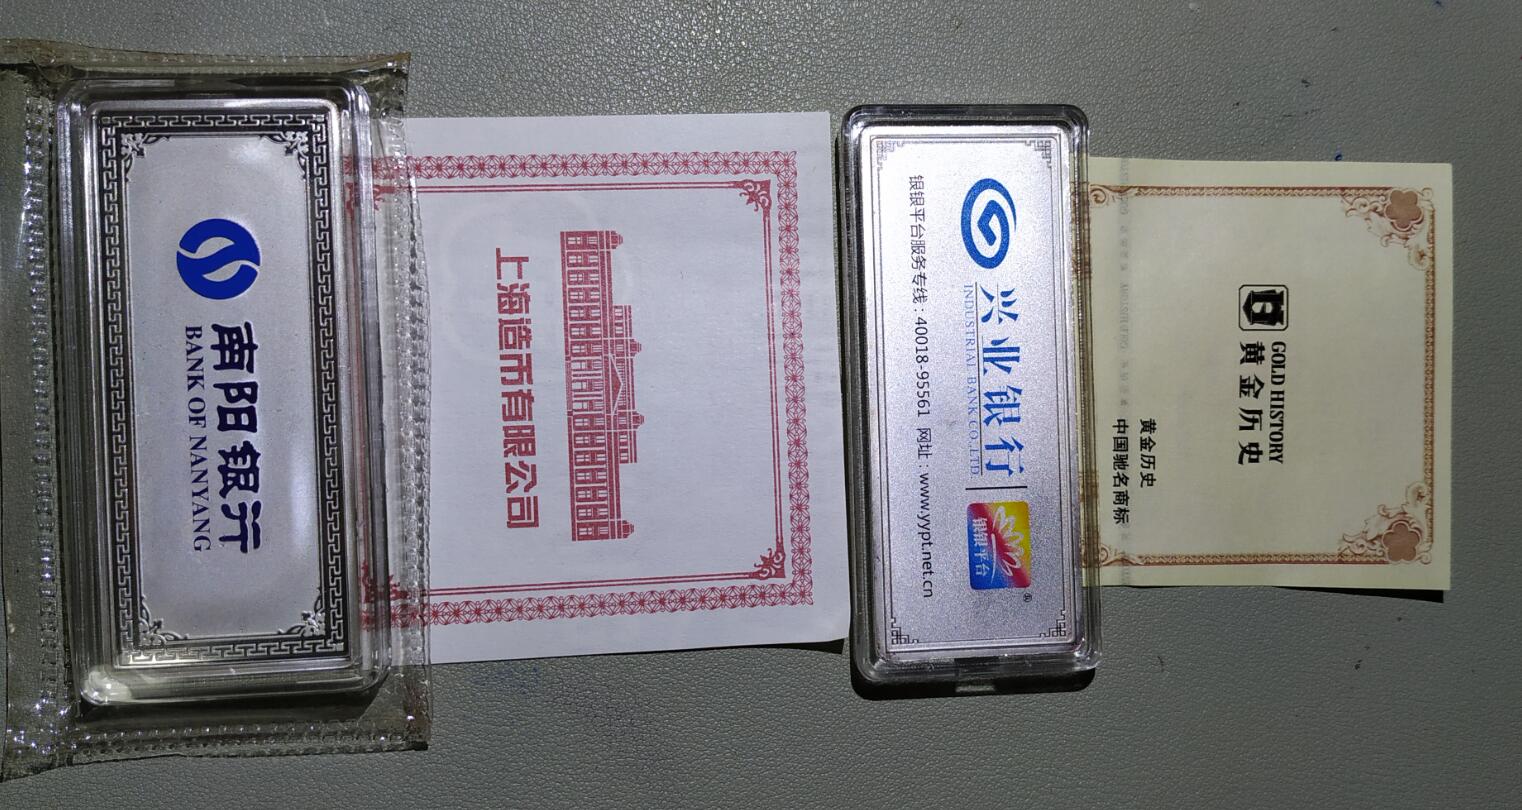 南阳银行
BANK OF NANYANG
上海造币有限公司
兴业银行
INDUSTRIAL BANK CO.,LTD
银银平台
®
银银平台服务专线：40018-95561 网址：www.yypt.net.cn
GOLD HISTORY
黄金历史
黄金历史
中国驰名商标